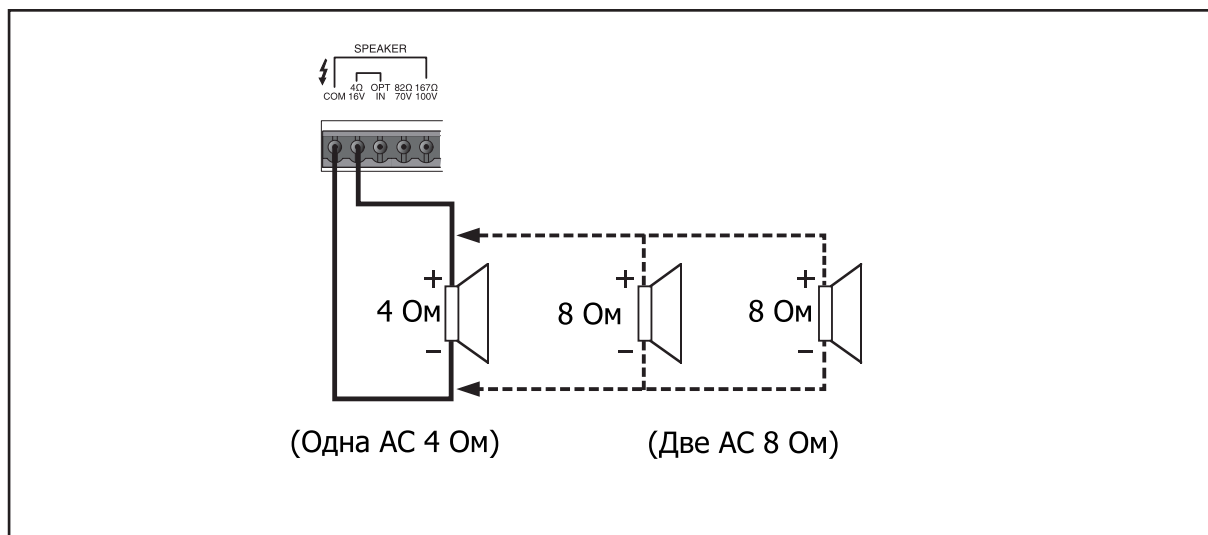 SPEAKER
4Ω OPT 82Ω 167Ω
COM 16V IN 70V 100V
+ + +
4 Ом 8 Ом 8 Ом
– – –
(Одна АС 4 Ом) (Две АС 8 Ом)